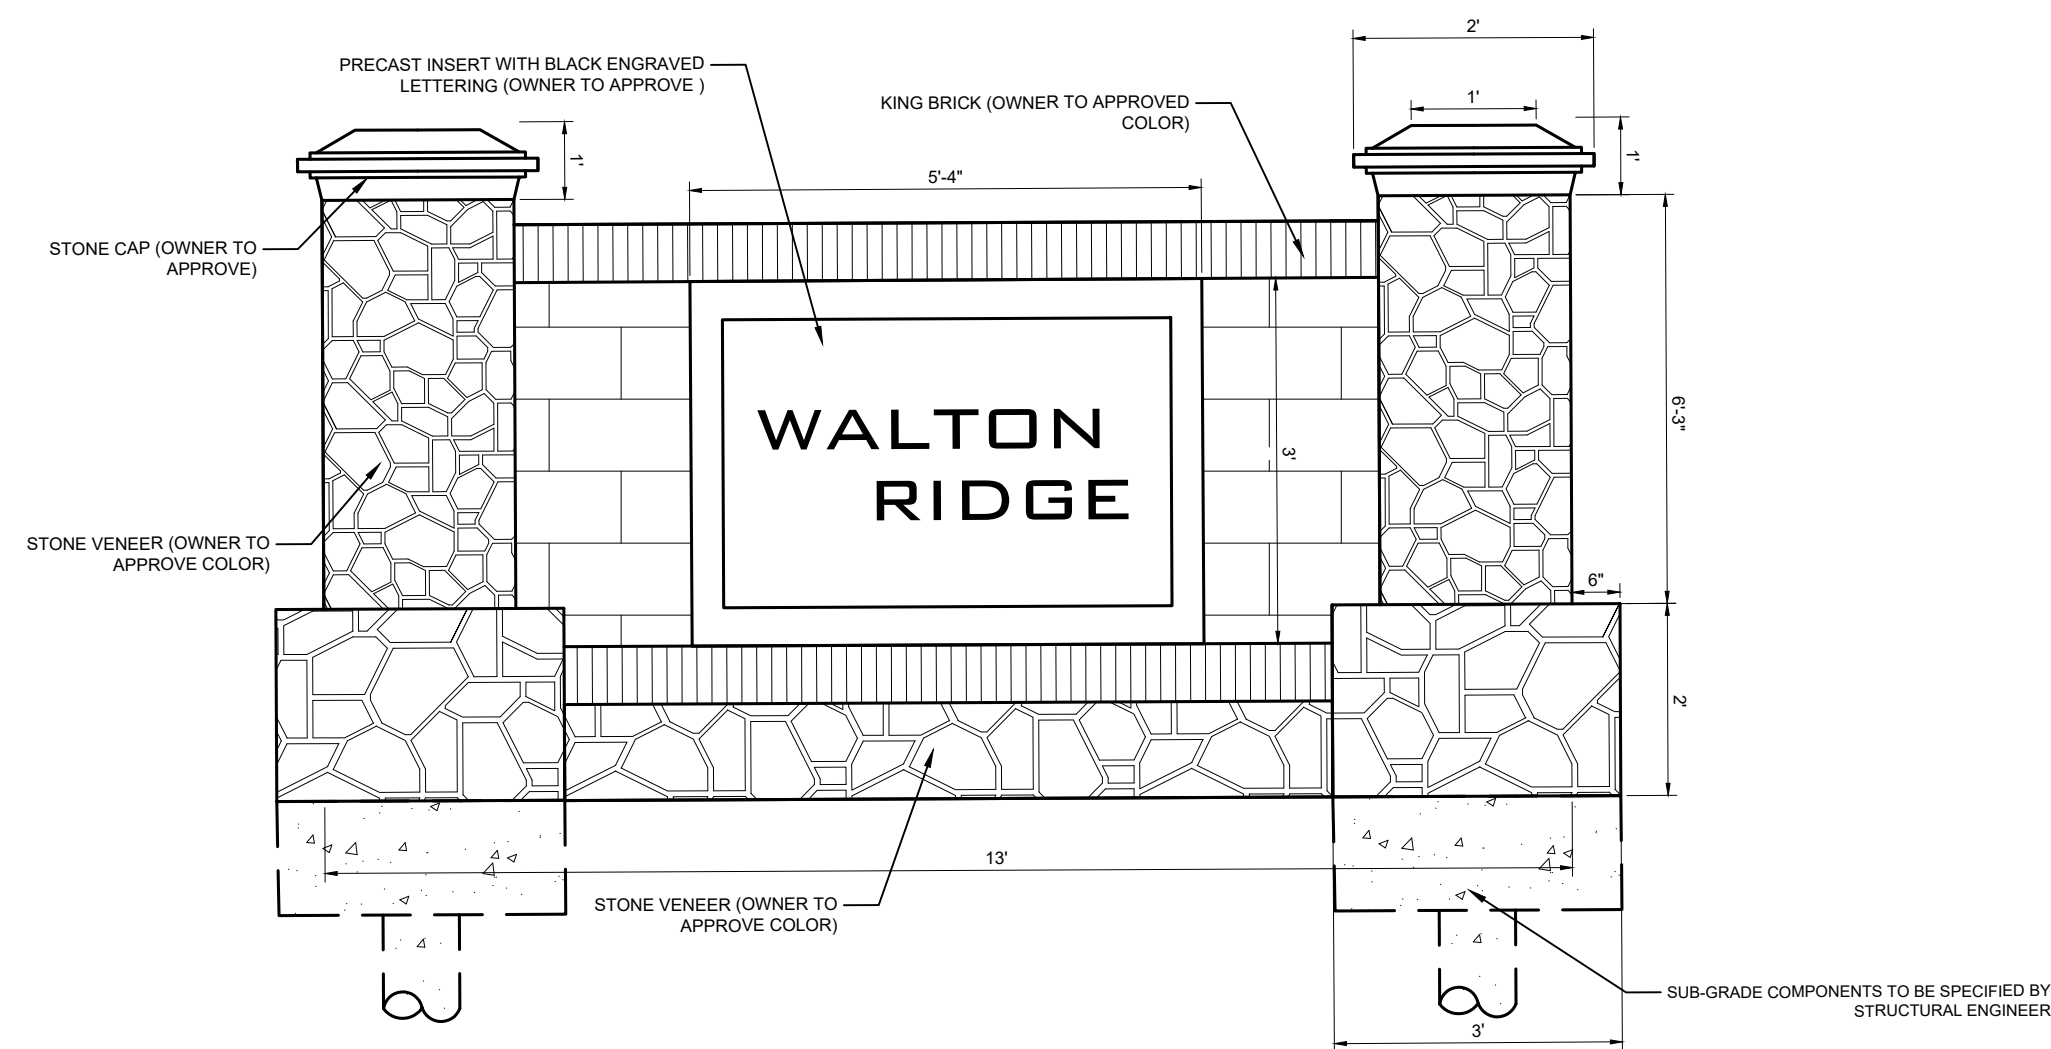 2'
PRECAST INSERT WITH BLACK ENGRAVED
LETTERING (OWNER TO APPROVE )
KING BRICK (OWNER TO APPROVED
COLOR)
1'
1'
1'
5'-4"
STONE CAP (OWNER TO
APPROVE)
6'-3"
WALTON
RIDGE
3'
STONE VENEER (OWNER TO
APPROVE COLOR)
6"
2'
13'
STONE VENEER (OWNER TO
APPROVE COLOR)
SUB-GRADE COMPONENTS TO BE SPECIFIED BY
STRUCTURAL ENGINEER
3'